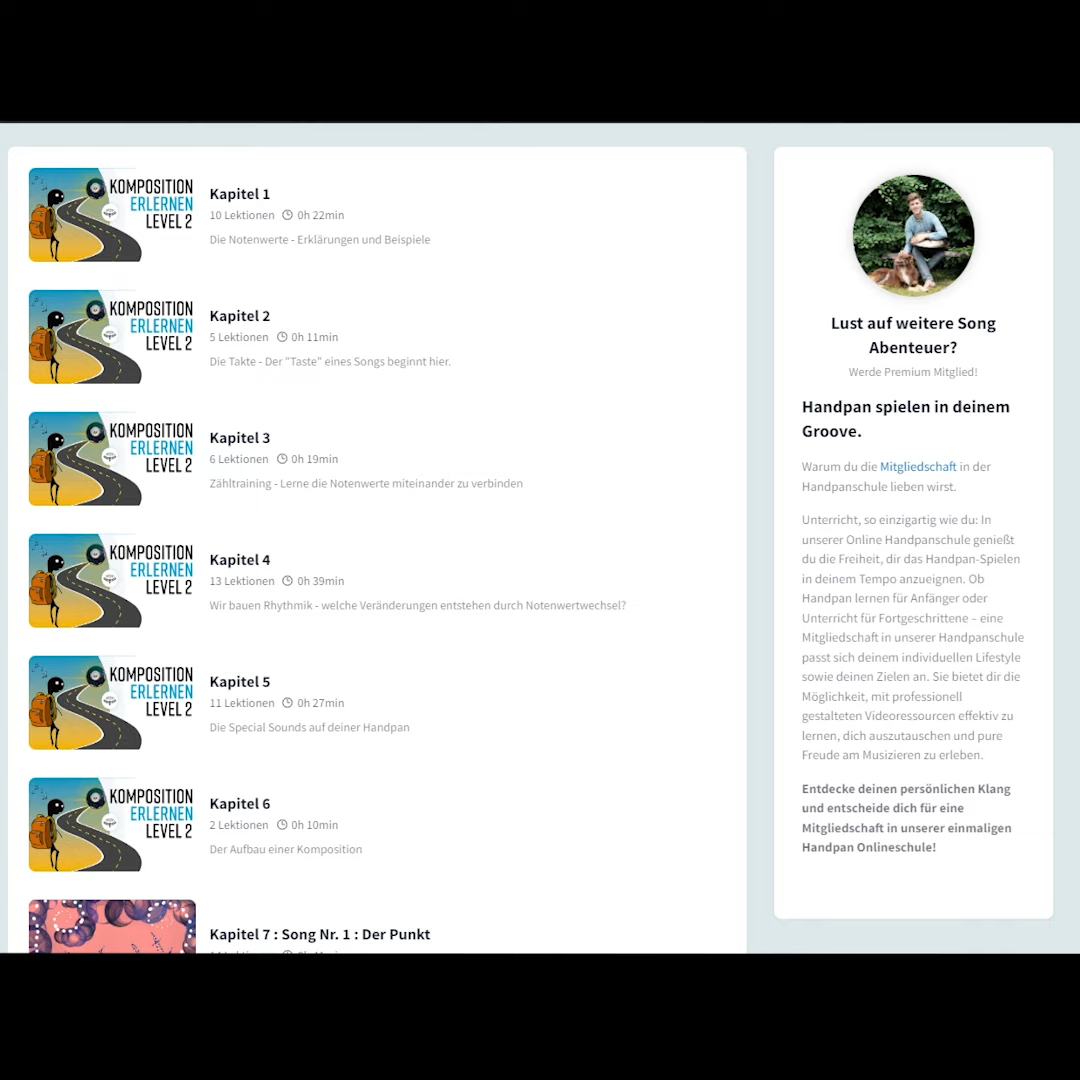 KOMPOSITION
ERLERNEN
LEVEL 2
Kapitel 1
10 Lektionen 0h 22min
Die Notenwerte - Erklärungen und Beispiele
KOMPOSITION
ERLERNEN
LEVEL 2
Kapitel 2
5 Lektionen 0h 11min
Die Takte - Der "Taste" eines Songs beginnt hier.
KOMPOSITION
ERLERNEN
LEVEL 2
Kapitel 3
6 Lektionen 0h 19min
Zähltraining - Lerne die Notenwerte miteinander zu verbinden
KOMPOSITION
ERLERNEN
LEVEL 2
Kapitel 4
13 Lektionen 0h 39min
Wir bauen Rhythmik - welche Veränderungen entstehen durch Notenwertwechsel?
KOMPOSITION
ERLERNEN
LEVEL 2
Kapitel 5
11 Lektionen 0h 27min
Die Special Sounds auf deiner Handpan
KOMPOSITION
ERLERNEN
LEVEL 2
Kapitel 6
2 Lektionen 0h 10min
Der Aufbau einer Komposition
Kapitel 7 : Song Nr. 1 : Der Punkt
Lust auf weitere Song
Abenteuer?
Werde Premium Mitglied!
Handpan spielen in deinem
Groove.
Warum du die Mitgliedschaft in der
Handpanschule lieben wirst.
Unterricht, so einzigartig wie du: In
unserer Online Handpanschule genießt
du die Freiheit, dir das Handpan-Spielen
in deinem Tempo anzueignen. Ob
Handpan lernen für Anfänger oder
Unterricht für Fortgeschrittene – eine
Mitgliedschaft in unserer Handpanschule
passt sich deinem individuellen Lifestyle
sowie deinen Zielen an. Sie bietet dir die
Möglichkeit, mit professionell
gestalteten Videoressourcen effektiv zu
lernen, dich auszutauschen und pure
Freude am Musizieren zu erleben.
Entdecke deinen persönlichen Klang
und entscheide dich für eine
Mitgliedschaft in unserer einmaligen
Handpan Onlineschule!